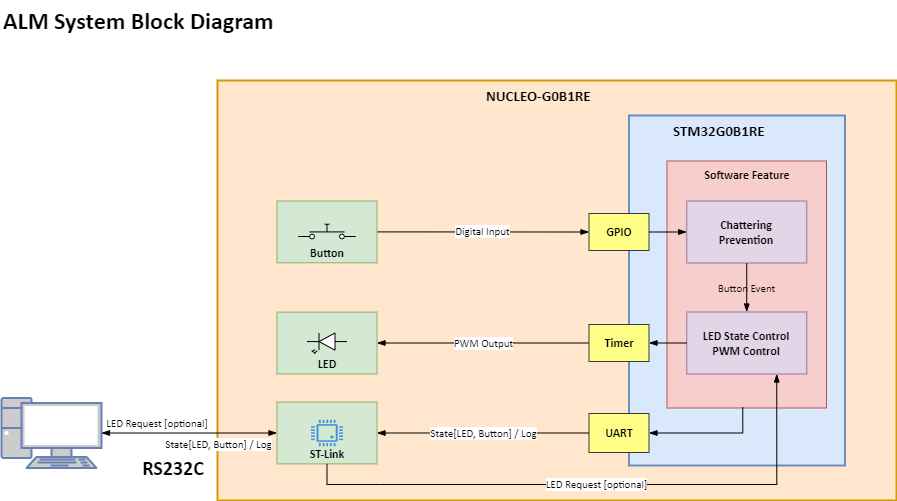 ALM System Block Diagram
NUCLEO-G0B1RE
STM32G0B1RE
Software Feature
Button
Digital Input
GPIO
Chattering
Prevention
Button Event
LED
PWM Output
Timer
LED State Control
PWM Control
LED Request [optional]
State[LED, Button] / Log
RS232C
ST-Link
State[LED, Button] / Log
UART
LED Request [optional]